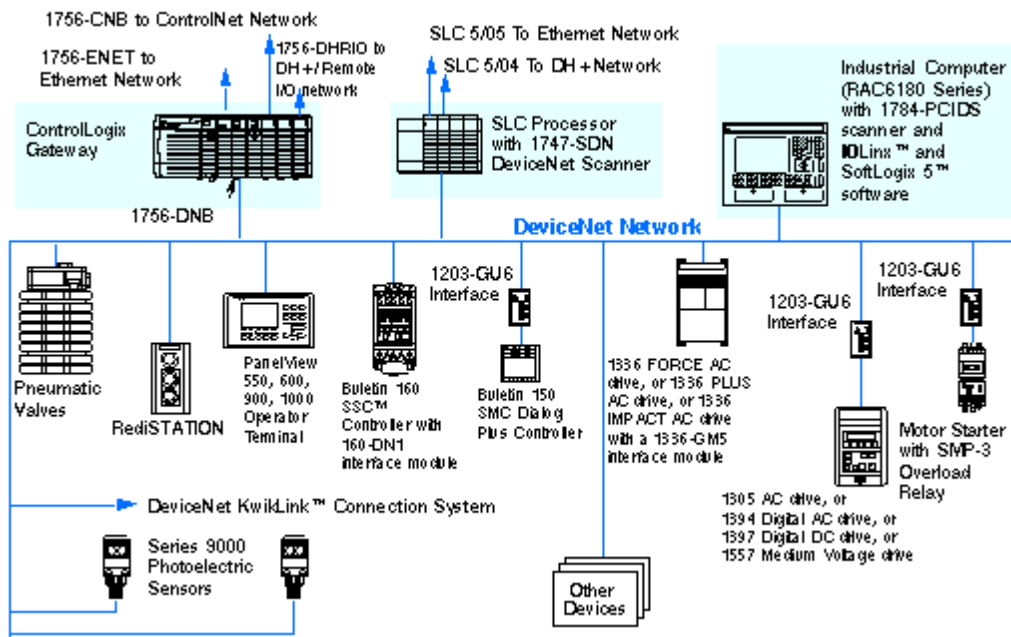 1756-CNB to ControlNet Network
1756-ENET to
Ethernet Network
1756-DHRIO to
DH+/Remote
I/O network
SLC 5/05 To Ethernet Network
SLC 5/04 To DH+Network
ControlLogix
Gateway
SLC Processor
with 1747-SDN
DeviceNet Scanner
Industrial Computer
(RAC6180 Series)
with 1784-PCIDS
scanner and
IOLinx™ and
SoftLogix 5™
software
1756-DNB
DeviceNet Network
Pneumatic
Valves
RediSTATION
PanelView
550, 600,
900, 1000
Operator
Terminal
Buletin 160
SSC™
Controller with
160-DN1
interface module
1203-GU6
Interface
Buletin 150
SMC Dialog
Plus Controller
1336 FORCE AC
drive, or 1336 PLUS
AC drive, or 1336
IMPACT AC drive
with a 1336-GM5
interface module
1203-GU6
Interface
1305 AC drive, or
1394 Digital AC drive, or
1397 Digital DC drive, or
1557 Medium Voltage drive
1203-GU6
Interface
Motor Starter
with SMP-3
Overload
Relay
DeviceNet KwikLink™ Connection System
Series 9000
Photoelectric
Sensors
Other
Devices